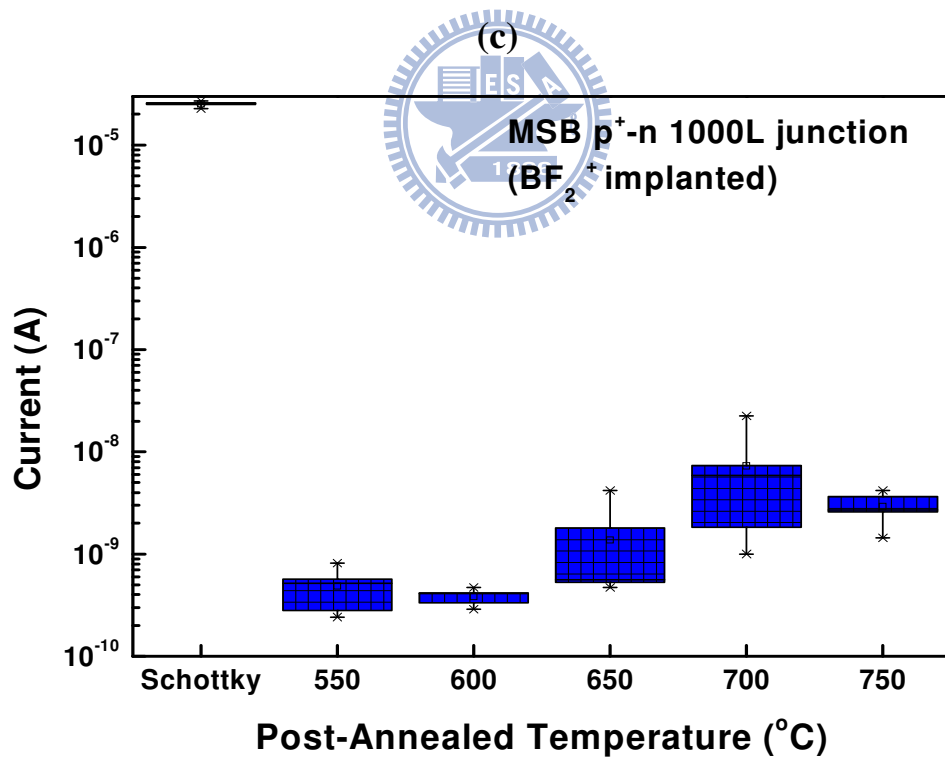 (c)
E S A
1896
MSB p⁺-n 1000L junction
(BF₂⁺ implanted)
Current (A)
10⁻⁵
10⁻⁶
10⁻⁷
10⁻⁸
10⁻⁹
10⁻¹⁰
Schottky 550 600 650 700 750
Post-Annealed Temperature (°C)